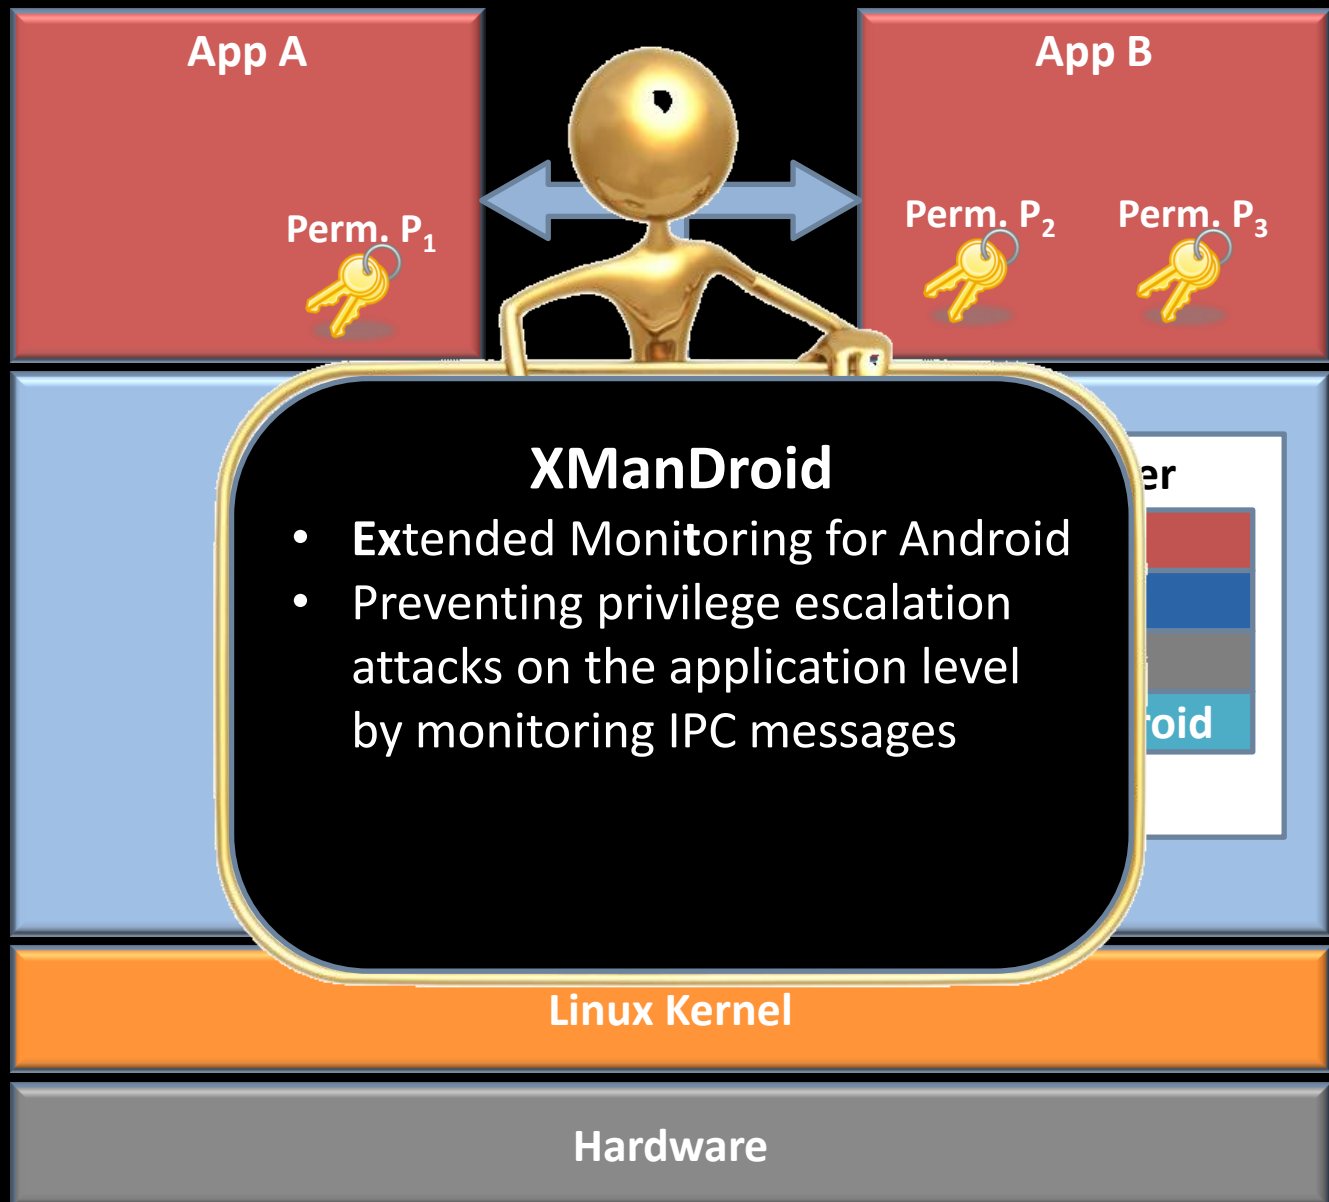 App A
App B
Perm. P1
Perm. P2
Perm. P3
XManDroid
• Extended Monitoring for Android
• Preventing privilege escalation
attacks on the application level
by monitoring IPC messages
er
oid
Linux Kernel
Hardware